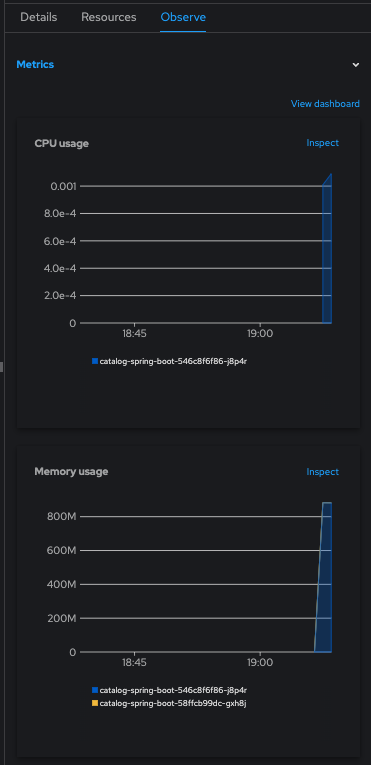 Details Resources Observe
Metrics
View dashboard
CPU usage Inspect
0.001
8.0e-4
6.0e-4
4.0e-4
2.0e-4
0
18:45 19:00
catalog-spring-boot-546c8f6f86-j8p4r
Memory usage Inspect
800M
600M
400M
200M
0
18:45 19:00
catalog-spring-boot-546c8f6f86-j8p4r
catalog-spring-boot-58ffcb99dc-gxh8j